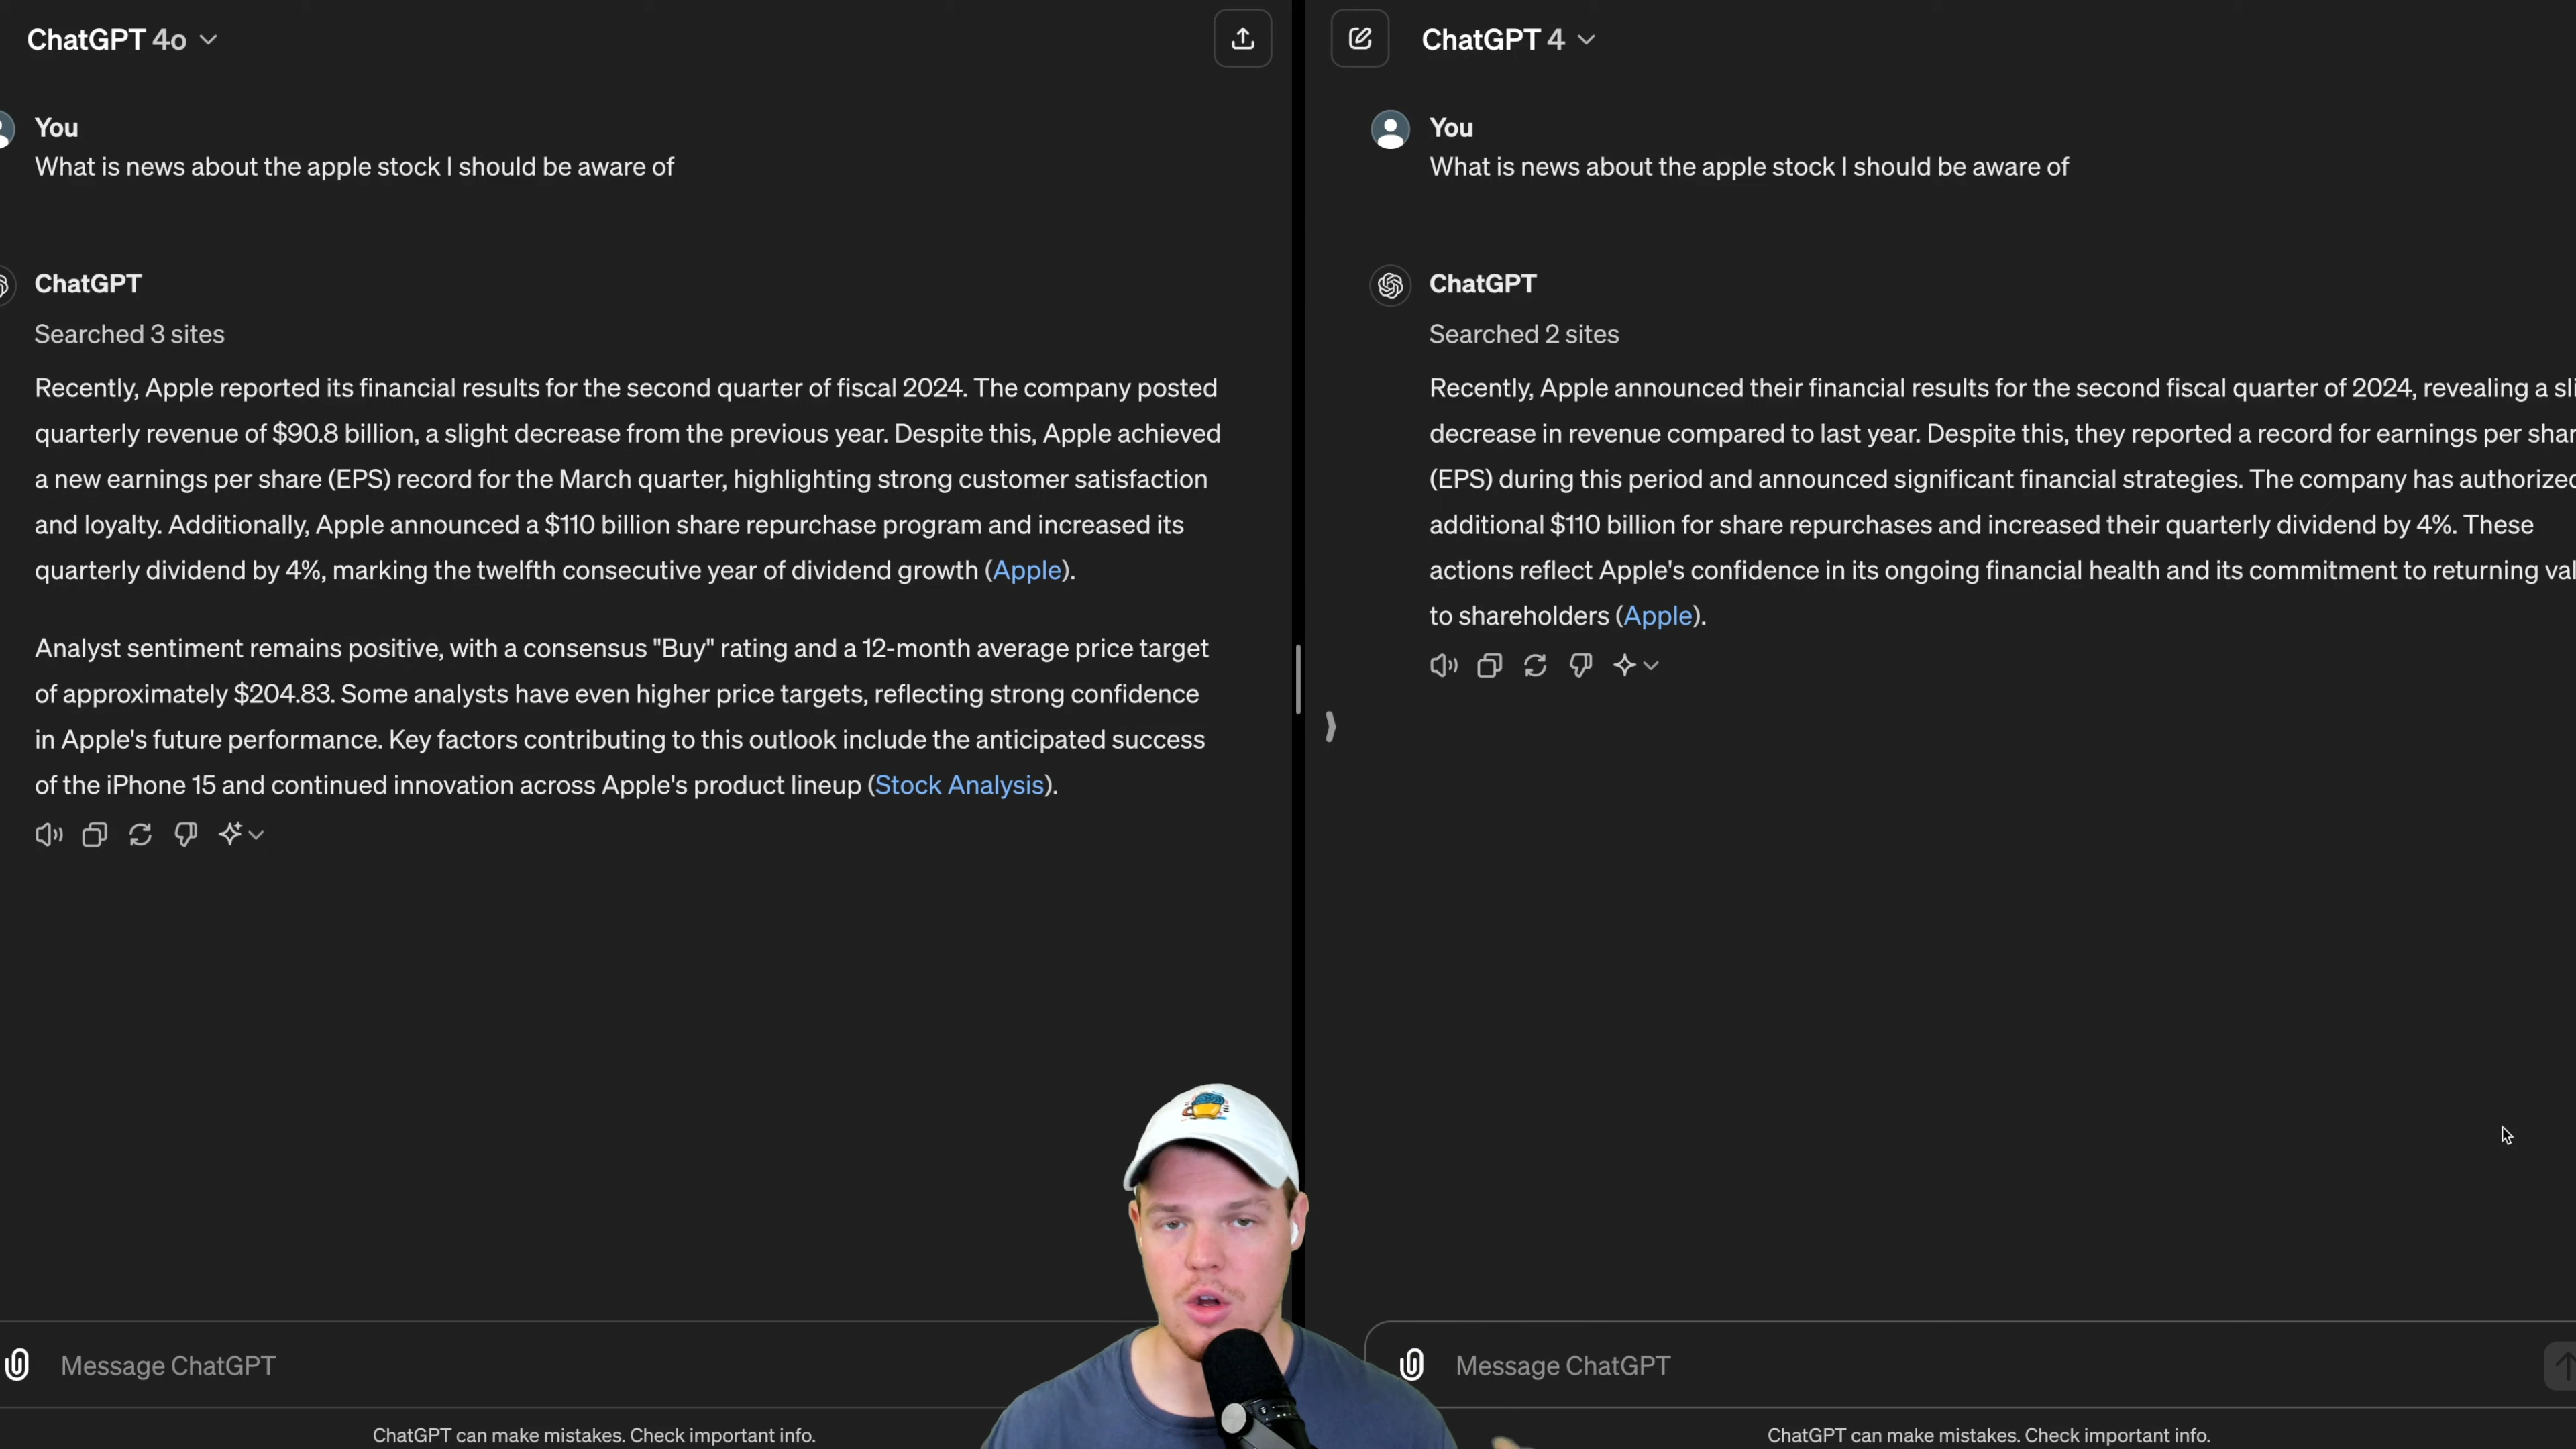 ChatGPT 4o
You
What is news about the apple stock I should be aware of
ChatGPT
Searched 3 sites
Recently, Apple reported its financial results for the second quarter of fiscal 2024. The company posted
quarterly revenue of $90.8 billion, a slight decrease from the previous year. Despite this, Apple achieved
a new earnings per share (EPS) record for the March quarter, highlighting strong customer satisfaction
and loyalty. Additionally, Apple announced a $110 billion share repurchase program and increased its
quarterly dividend by 4%, marking the twelfth consecutive year of dividend growth (Apple).
Analyst sentiment remains positive, with a consensus "Buy" rating and a 12-month average price target
of approximately $204.83. Some analysts have even higher price targets, reflecting strong confidence
in Apple's future performance. Key factors contributing to this outlook include the anticipated success
of the iPhone 15 and continued innovation across Apple's product lineup (Stock Analysis).
Message ChatGPT
ChatGPT can make mistakes. Check important info.
ChatGPT 4
You
What is news about the apple stock I should be aware of
ChatGPT
Searched 2 sites
Recently, Apple announced their financial results for the second fiscal quarter of 2024, revealing a
decrease in revenue compared to last year. Despite this, they reported a record for earnings per
(EPS) during this period and announced significant financial strategies. The company has authorized
additional $110 billion for share repurchases and increased their quarterly dividend by 4%. These
actions reflect Apple's confidence in its ongoing financial health and its commitment to returning
to shareholders (Apple).
Message ChatGPT
ChatGPT can make mistakes. Check important info.